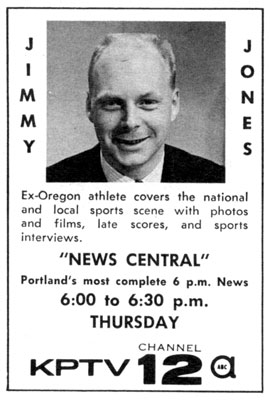 JIMMY
JONES
Ex-Oregon athlete covers the national
and local sports scene with photos
and films, late scores, and sports
interviews.
"NEWS CENTRAL"
Portland's most complete 6 p.m. News
6:00 to 6:30 p.m.
THURSDAY
CHANNEL
KPTV 12 a
ABC